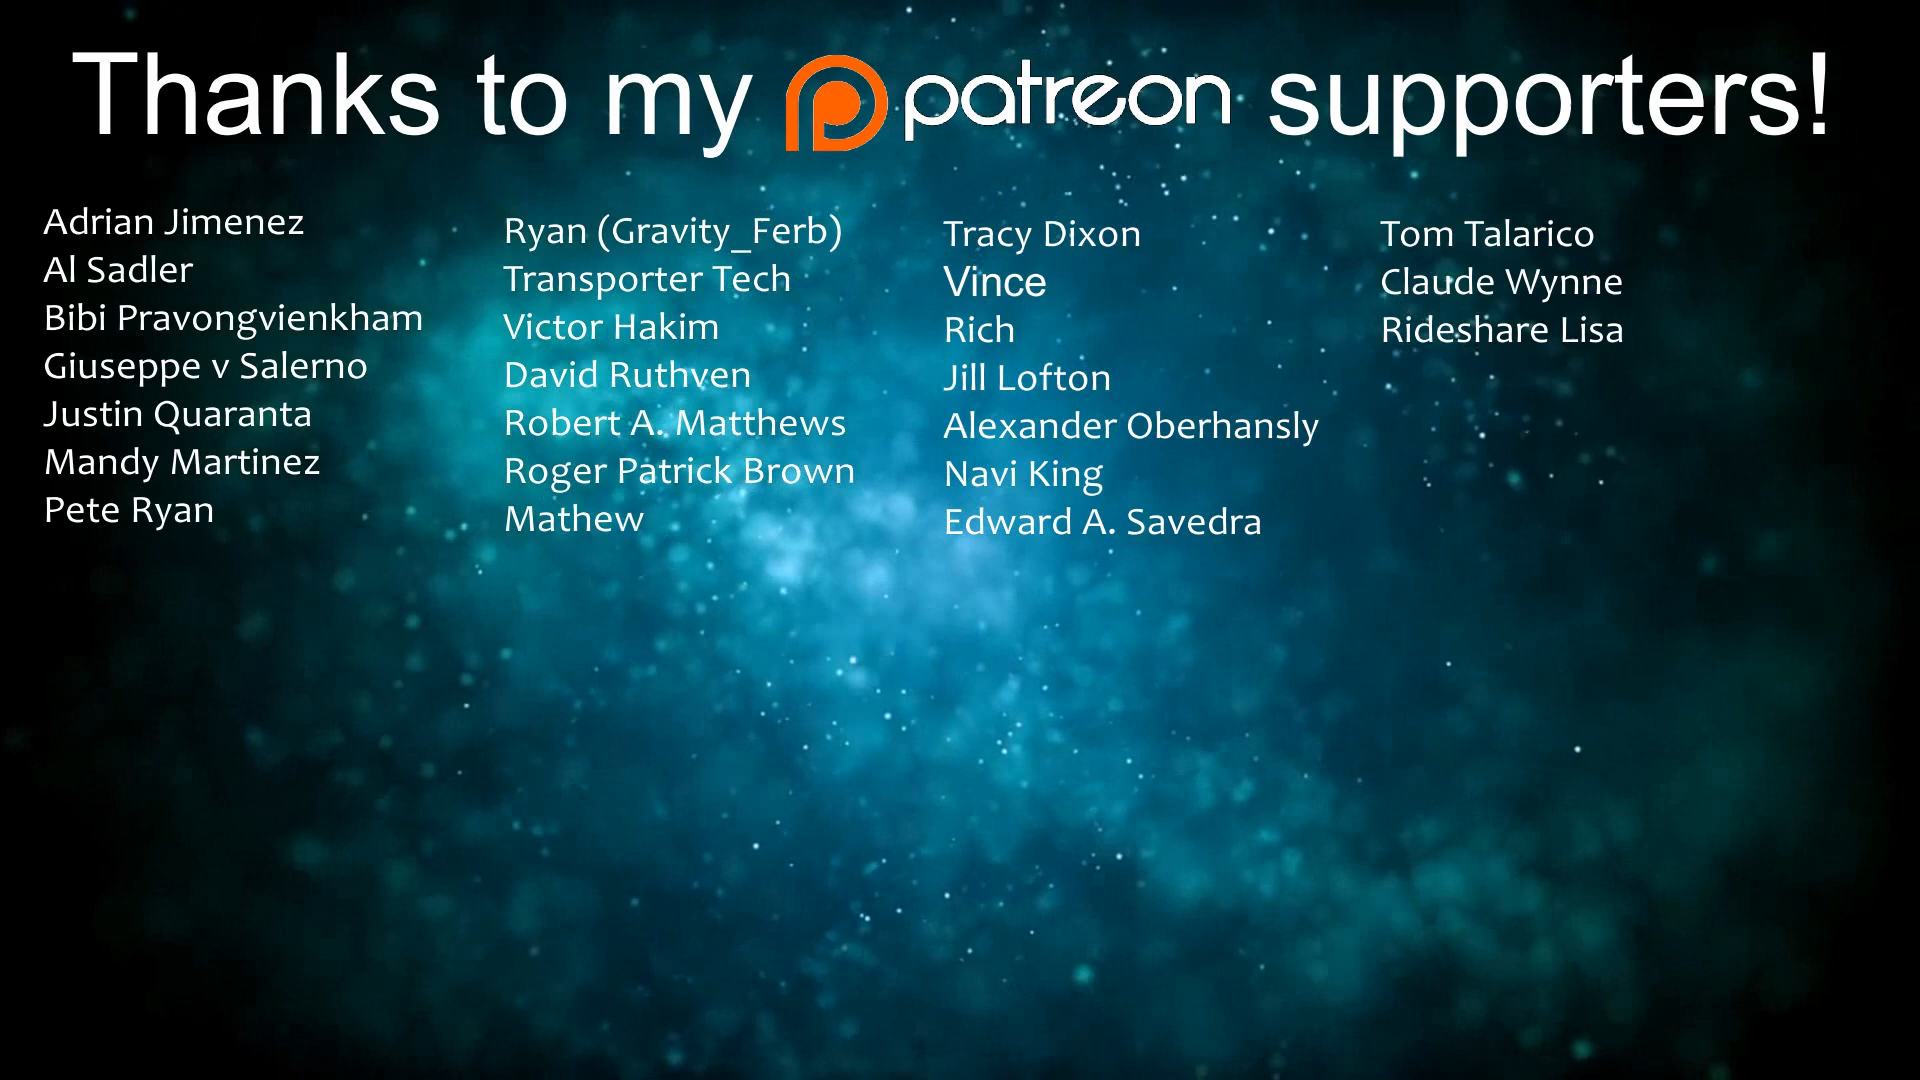 Thanks to my patreon supporters!
Adrian Jimenez
Al Sadler
Bibi Pravongvienkham
Giuseppe v Salerno
Justin Quaranta
Mandy Martinez
Pete Ryan
Ryan (Gravity_Ferb)
Transporter Tech
Victor Hakim
David Ruthven
Robert A. Matthews
Roger Patrick Brown
Mathew
Tracy Dixon
Vince
Rich
Jill Lofton
Alexander Oberhansly
Navi King
Edward A. Savedra
Tom Talarico
Claude Wynne
Rideshare Lisa